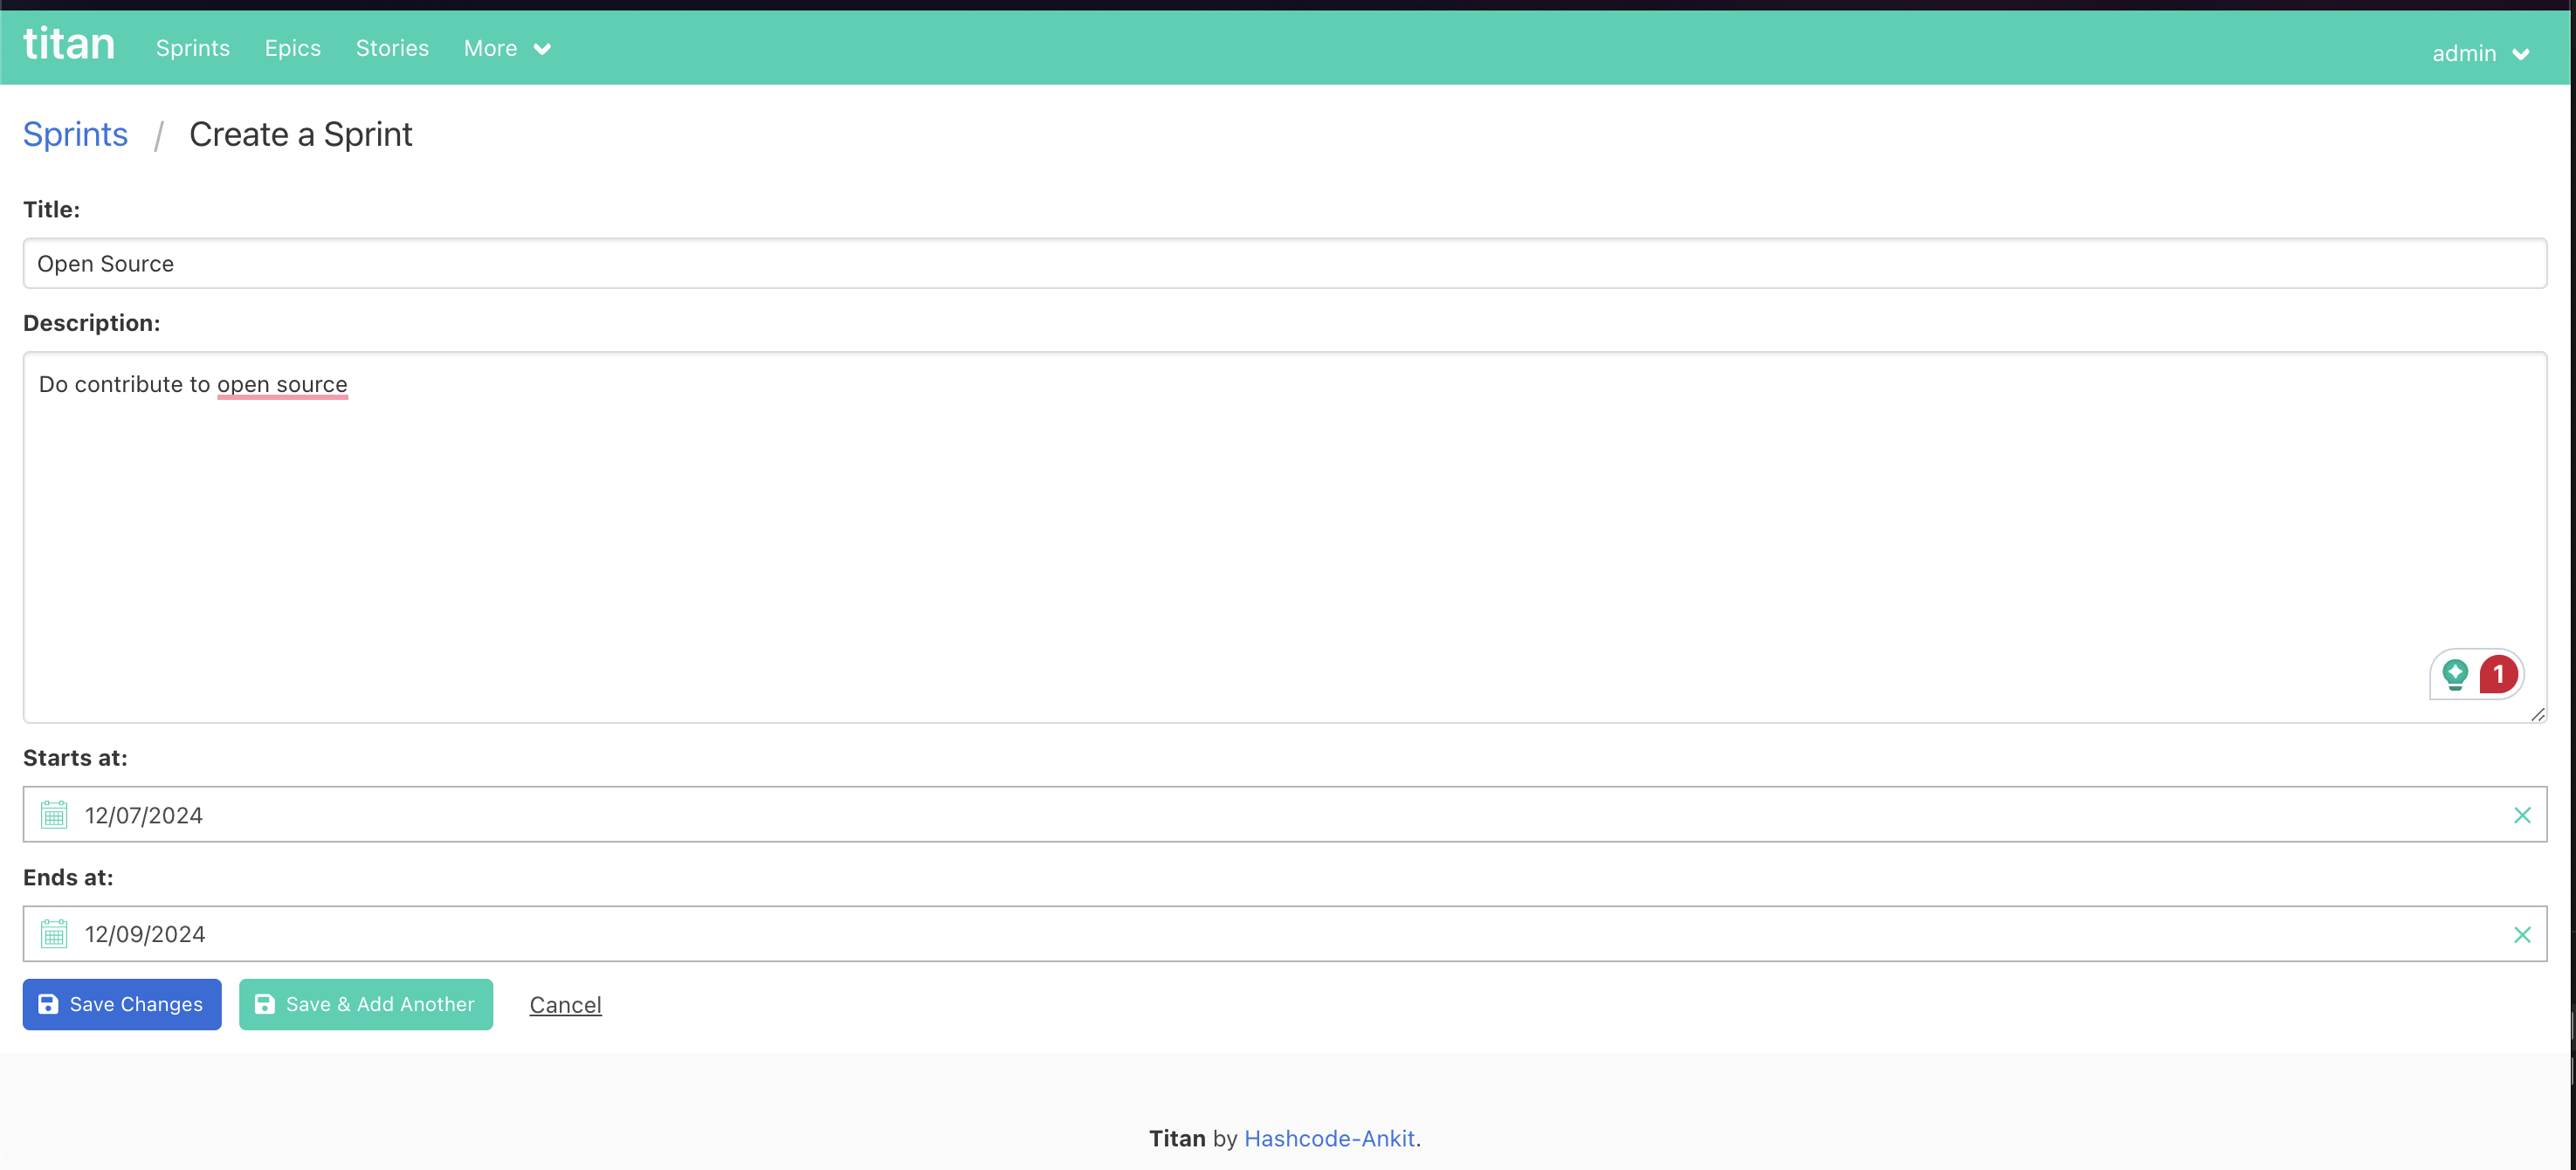 titan Sprints Epics Stories More admin
Sprints / Create a Sprint
Title:
Open Source
Description:
Do contribute to open source
1
Starts at:
12/07/2024
Ends at:
12/09/2024
Save Changes Save & Add Another Cancel
Titan by Hashcode-Ankit.